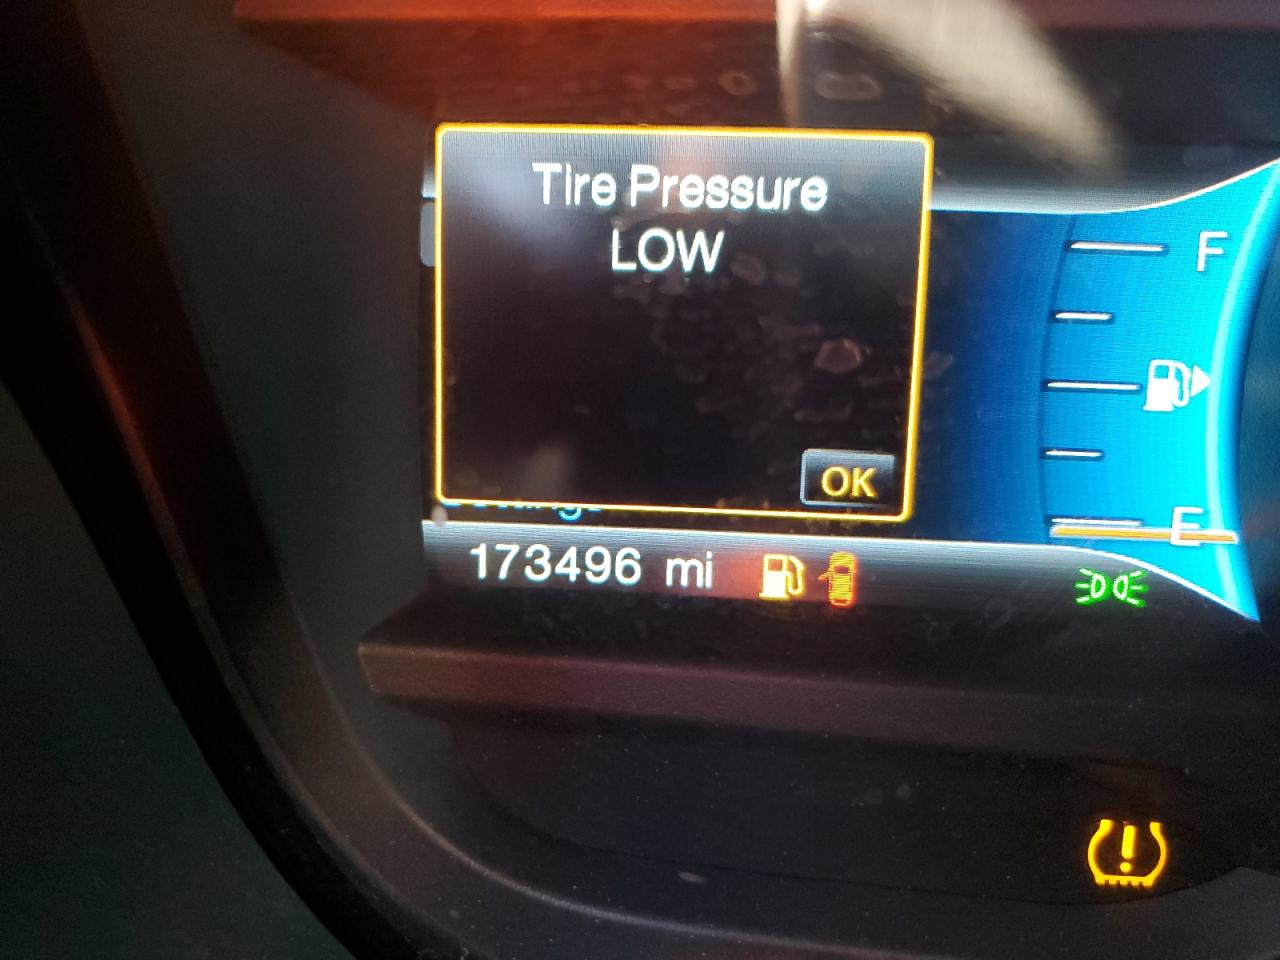 Tire Pressure
LOW
OK
F
E
173496 mi